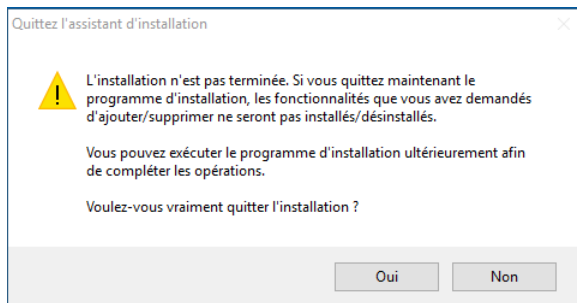 Quittez l'assistant d'installation
L'installation n'est pas terminée. Si vous quittez maintenant le
programme d'installation, les fonctionnalités que vous avez demandés
d'ajouter/supprimer ne seront pas installés/désinstallés.
Vous pouvez exécuter le programme d'installation ultérieurement afin
de compléter les opérations.
Voulez-vous vraiment quitter l'installation ?
Oui
Non